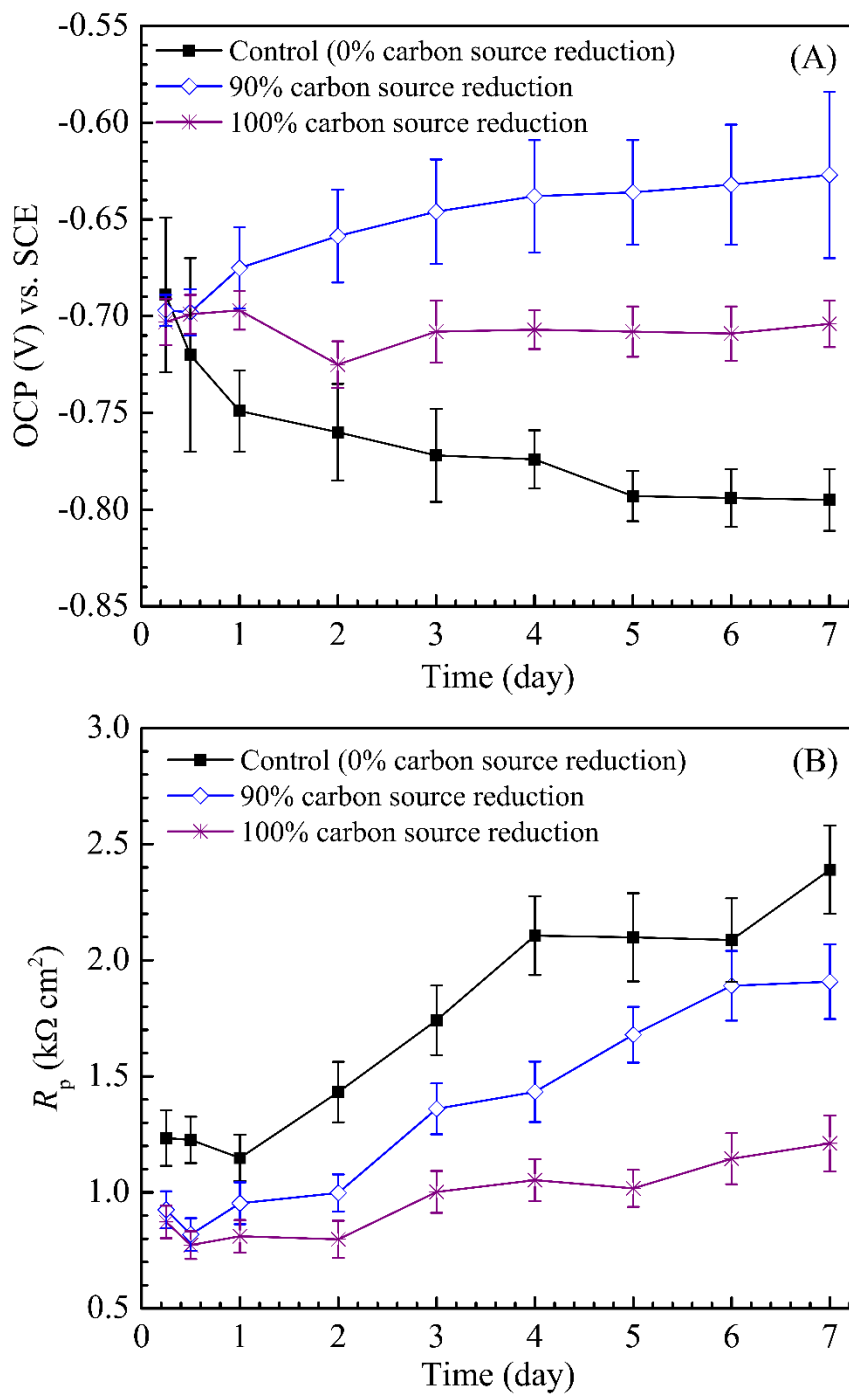 -0.55
-0.60
-0.65
-0.70
-0.75
-0.80
-0.85
OCP (V) vs. SCE
Control (0% carbon source reduction)
90% carbon source reduction
100% carbon source reduction
(A)
0 1 2 3 4 5 6 7
Time (day)
3.0
2.5
2.0
1.5
1.0
0.5
Rp (kΩ cm²)
Control (0% carbon source reduction)
90% carbon source reduction
100% carbon source reduction
(B)
0 1 2 3 4 5 6 7
Time (day)